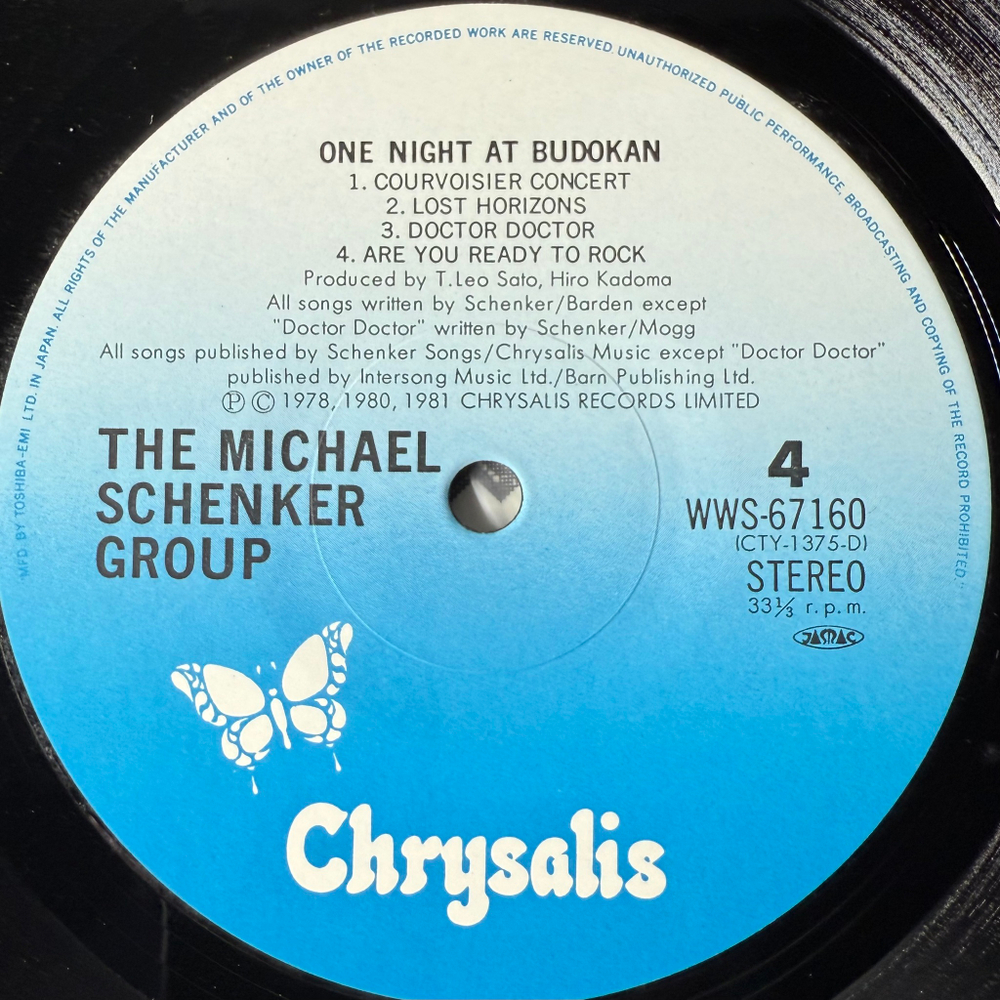 "MFD BY TOSHIBA-EMI LTD. IN JAPAN. ALL RIGHTS OF THE MANUFACTURER AND OF THE OWNER OF THE RECORDED WORK ARE RESERVED. UNAUTHORIZED PUBLIC PERFORMANCE, BROADCASTING AND COPYING OF THE RECORD PROHIBITED."
ONE NIGHT AT BUDOKAN
1. COURVOISIER CONCERT
2. LOST HORIZONS
3. DOCTOR DOCTOR
4. ARE YOU READY TO ROCK
Produced by T.Leo Sato, Hiro Kadoma
All songs written by Schenker/Barden except
"Doctor Doctor" written by Schenker/Mogg
All songs published by Schenker Songs/Chrysalis Music except "Doctor Doctor"
published by Intersong Music Ltd./Barn Publishing Ltd.
Ⓟ Ⓒ 1978, 1980, 1981 CHRYSALIS RECORDS LIMITED
THE MICHAEL
SCHENKER
GROUP
4
WWS-67160
(CTY-1375-D)
STEREO
33⅓ r.p.m.
JASRAC
Chrysalis